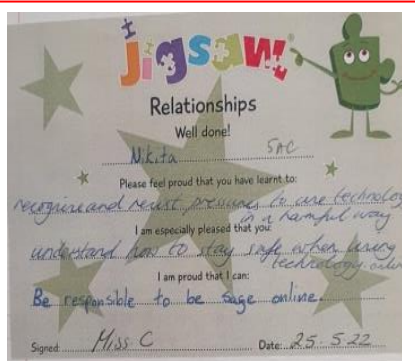 I
Jigsaw!
Relationships
Well done!
Nikita 5AC
Please feel proud that you have learnt to:
recognise and resist pressures to use technology
in a harmful way
I am especially pleased that you:
understand how to stay safe when using
technology online
I am proud that I can:
Be responsible to be sage online.
Signed: Miss C Date: 25.5.22